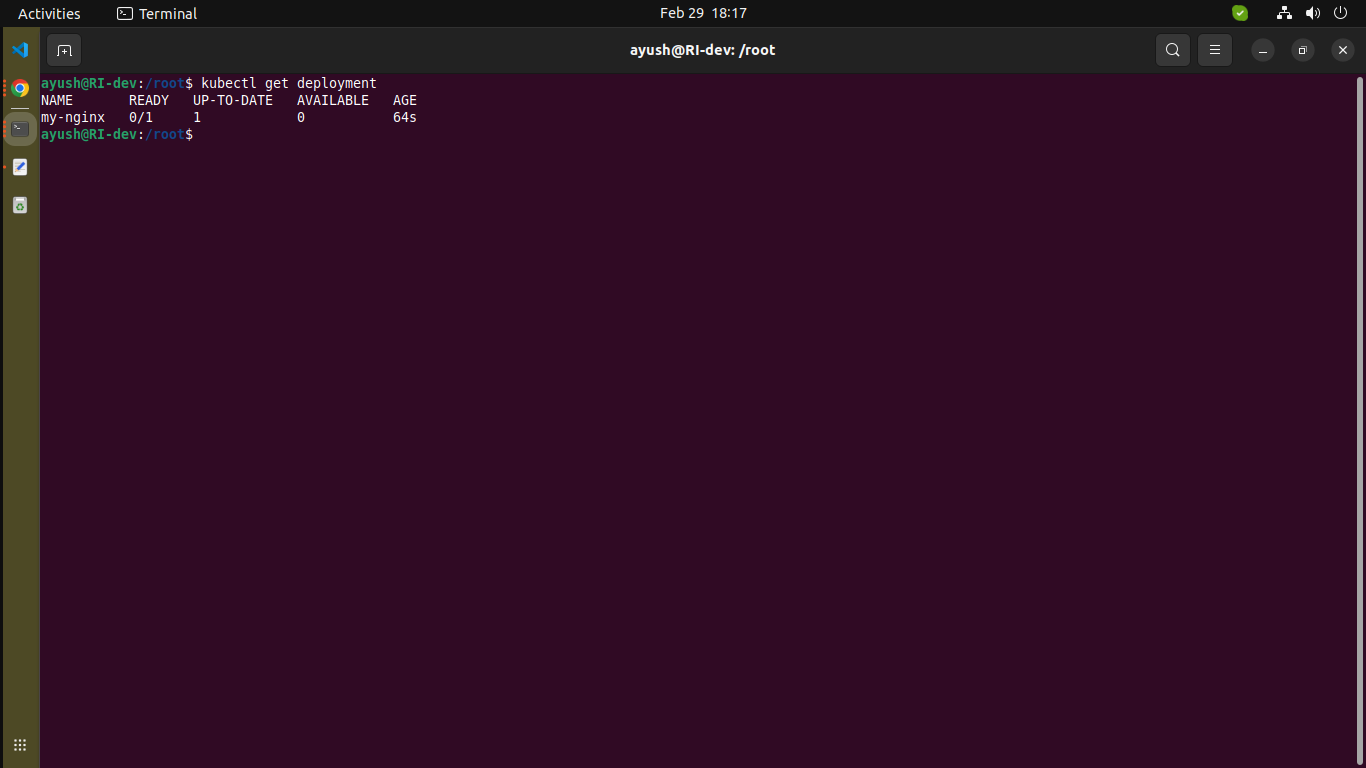 Activities Terminal Feb 29 18:17
ayush@RI-dev: /root
ayush@RI-dev:/root$ kubectl get deployment
NAME READY UP-TO-DATE AVAILABLE AGE
my-nginx 0/1 1 0 64s
ayush@RI-dev:/root$